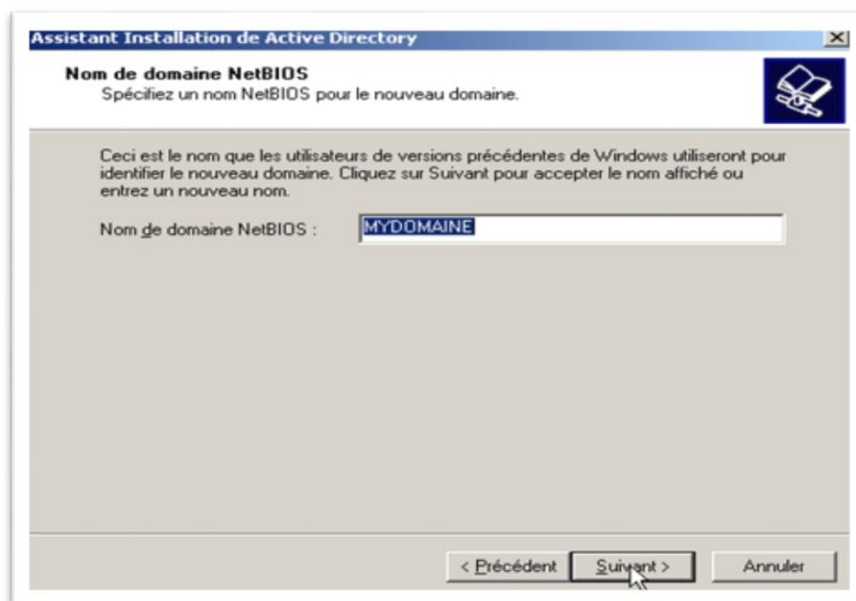 Assistant Installation de Active Directory
Nom de domaine NetBIOS
Spécifiez un nom NetBIOS pour le nouveau domaine.
Ceci est le nom que les utilisateurs de versions précédentes de Windows utiliseront pour
identifier le nouveau domaine. Cliquez sur Suivant pour accepter le nom affiché ou
entrez un nouveau nom.
Nom de domaine NetBIOS : MYDOMAINE
< Précédent Suivant > Annuler